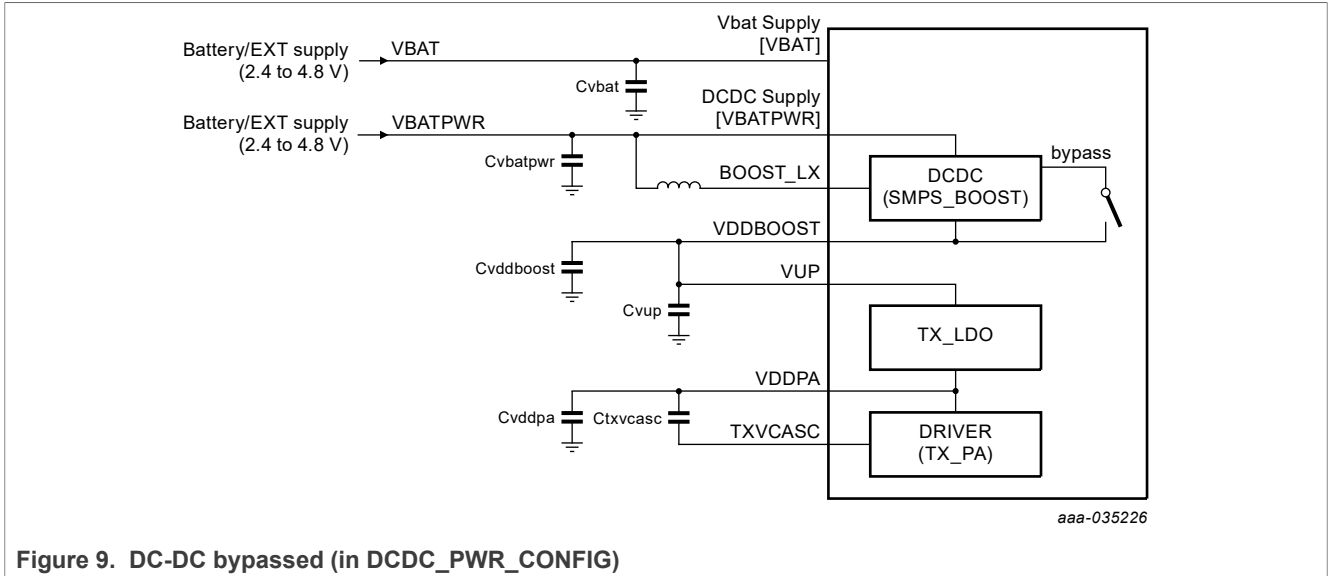 Vbat Supply
[VBAT]
Battery/EXT supply
(2.4 to 4.8 V)
VBAT
Cvbat
DCDC Supply
[VBATPWR]
Battery/EXT supply
(2.4 to 4.8 V)
VBATPWR
Cvbatpwr
BOOST_LX
DCDC
(SMPS_BOOST)
bypass
VDDBOOST
Cvddboost
VUP
Cvup
TX_LDO
VDDPA
Cvddpa
Ctxvcasc
TXVCASC
DRIVER
(TX_PA)
aaa-035226
Figure 9. DC-DC bypassed (in DCDC_PWR_CONFIG)